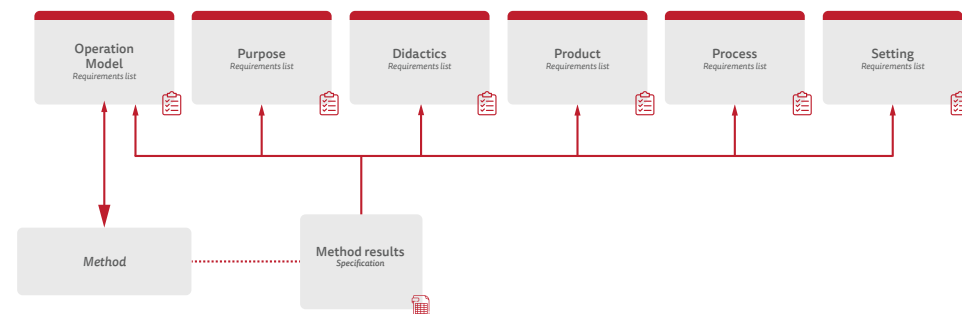 Operation
Model
Requirements list
Purpose
Requirements list
Didactics
Requirements list
Product
Requirements list
Process
Requirements list
Setting
Requirements list
Method
Method results
Specification